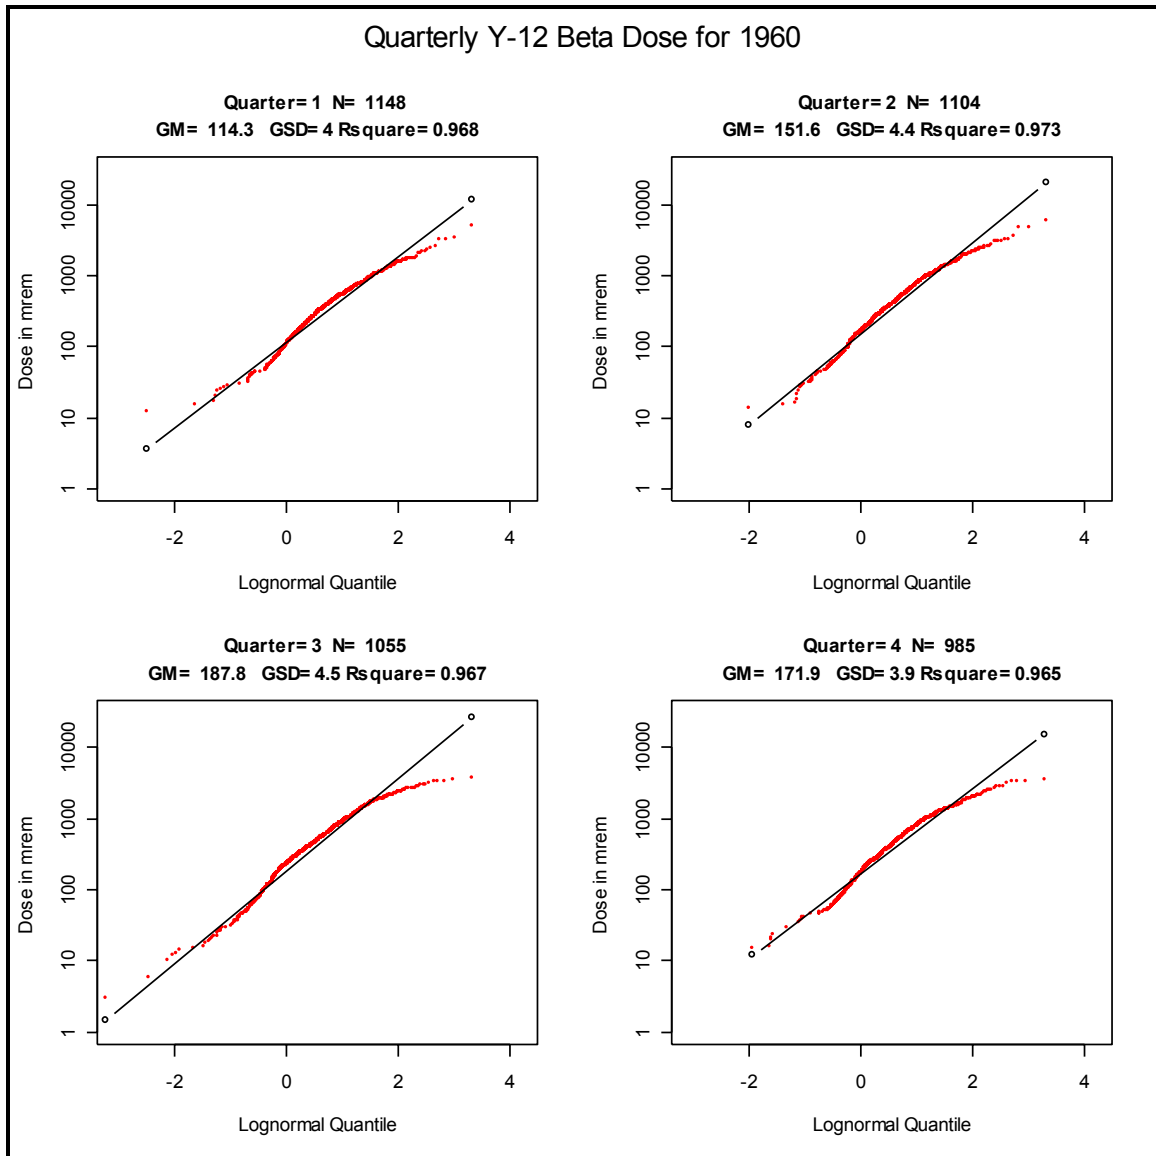 Quarterly Y-12 Beta Dose for 1960
Quarter= 1 N= 1148
GM= 114.3 GSD= 4 Rsquare= 0.968
Dose in mrem
10000
1000
100
10
1
-2 0 2 4
Lognormal Quantile
Quarter= 2 N= 1104
GM= 151.6 GSD= 4.4 Rsquare= 0.973
Dose in mrem
10000
1000
100
10
1
-2 0 2 4
Lognormal Quantile
Quarter= 3 N= 1055
GM= 187.8 GSD= 4.5 Rsquare= 0.967
Dose in mrem
10000
1000
100
10
1
-2 0 2 4
Lognormal Quantile
Quarter= 4 N= 985
GM= 171.9 GSD= 3.9 Rsquare= 0.965
Dose in mrem
10000
1000
100
10
1
-2 0 2 4
Lognormal Quantile